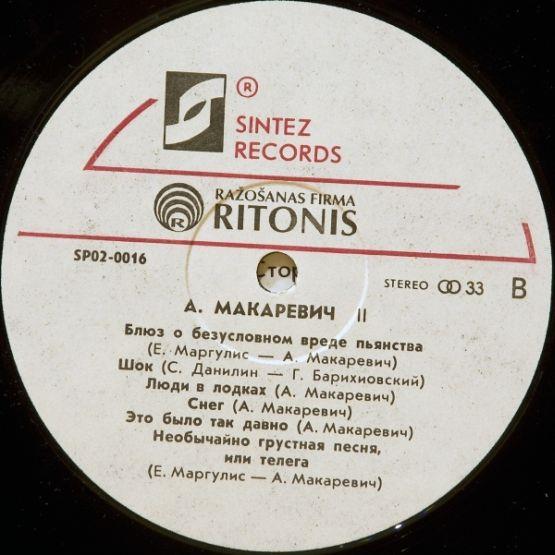 ®
SINTEZ
RECORDS
RAŽOŠANAS FIRMA
RITONIS
R
SP02-0016
STEREO 33 B
А. МАКАРЕВИЧ II
Блюз о безусловном вреде пьянства
(Е. Маргулис — А. Макаревич)
Шок (С. Данилин — Г. Барихновский)
Люди в лодках (А. Макаревич)
Снег (А. Макаревич)
Это было так давно (А. Макаревич)
Необычайно грустная песня,
или телега
(Е. Маргулис — А. Макаревич)